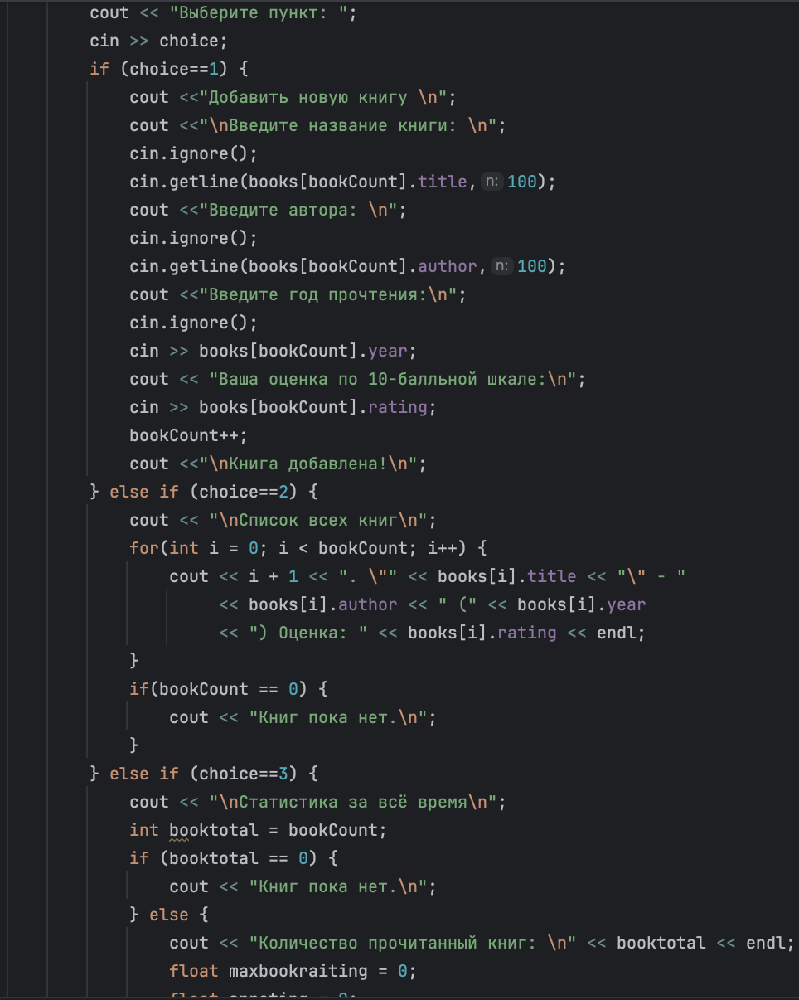 cout << "Выберите пункт: ";
cin >> choice;
if (choice==1) {
cout <<"Добавить новую книгу \n";
cout <<"\nВведите название книги: \n";
cin.ignore();
cin.getline(books[bookCount].title, n: 100);
cout <<"Введите автора: \n";
cin.ignore();
cin.getline(books[bookCount].author, n: 100);
cout <<"Введите год прочтения:\n";
cin.ignore();
cin >> books[bookCount].year;
cout << "Ваша оценка по 10-балльной шкале:\n";
cin >> books[bookCount].rating;
bookCount++;
cout <<"\nКнига добавлена!\n";
} else if (choice==2) {
cout << "\nСписок всех книг\n";
for(int i = 0; i < bookCount; i++) {
cout << i + 1 << ". \"" << books[i].title << "\" - "
<< books[i].author << " (" << books[i].year
<< ") Оценка: " << books[i].rating << endl;
}
if(bookCount == 0) {
cout << "Книг пока нет.\n";
}
} else if (choice==3) {
cout << "\nСтатистика за всё время\n";
int booktotal = bookCount;
if (booktotal == 0) {
cout << "Книг пока нет.\n";
} else {
cout << "Количество прочитанный книг: \n" << booktotal << endl;
float maxbookraiting = 0;